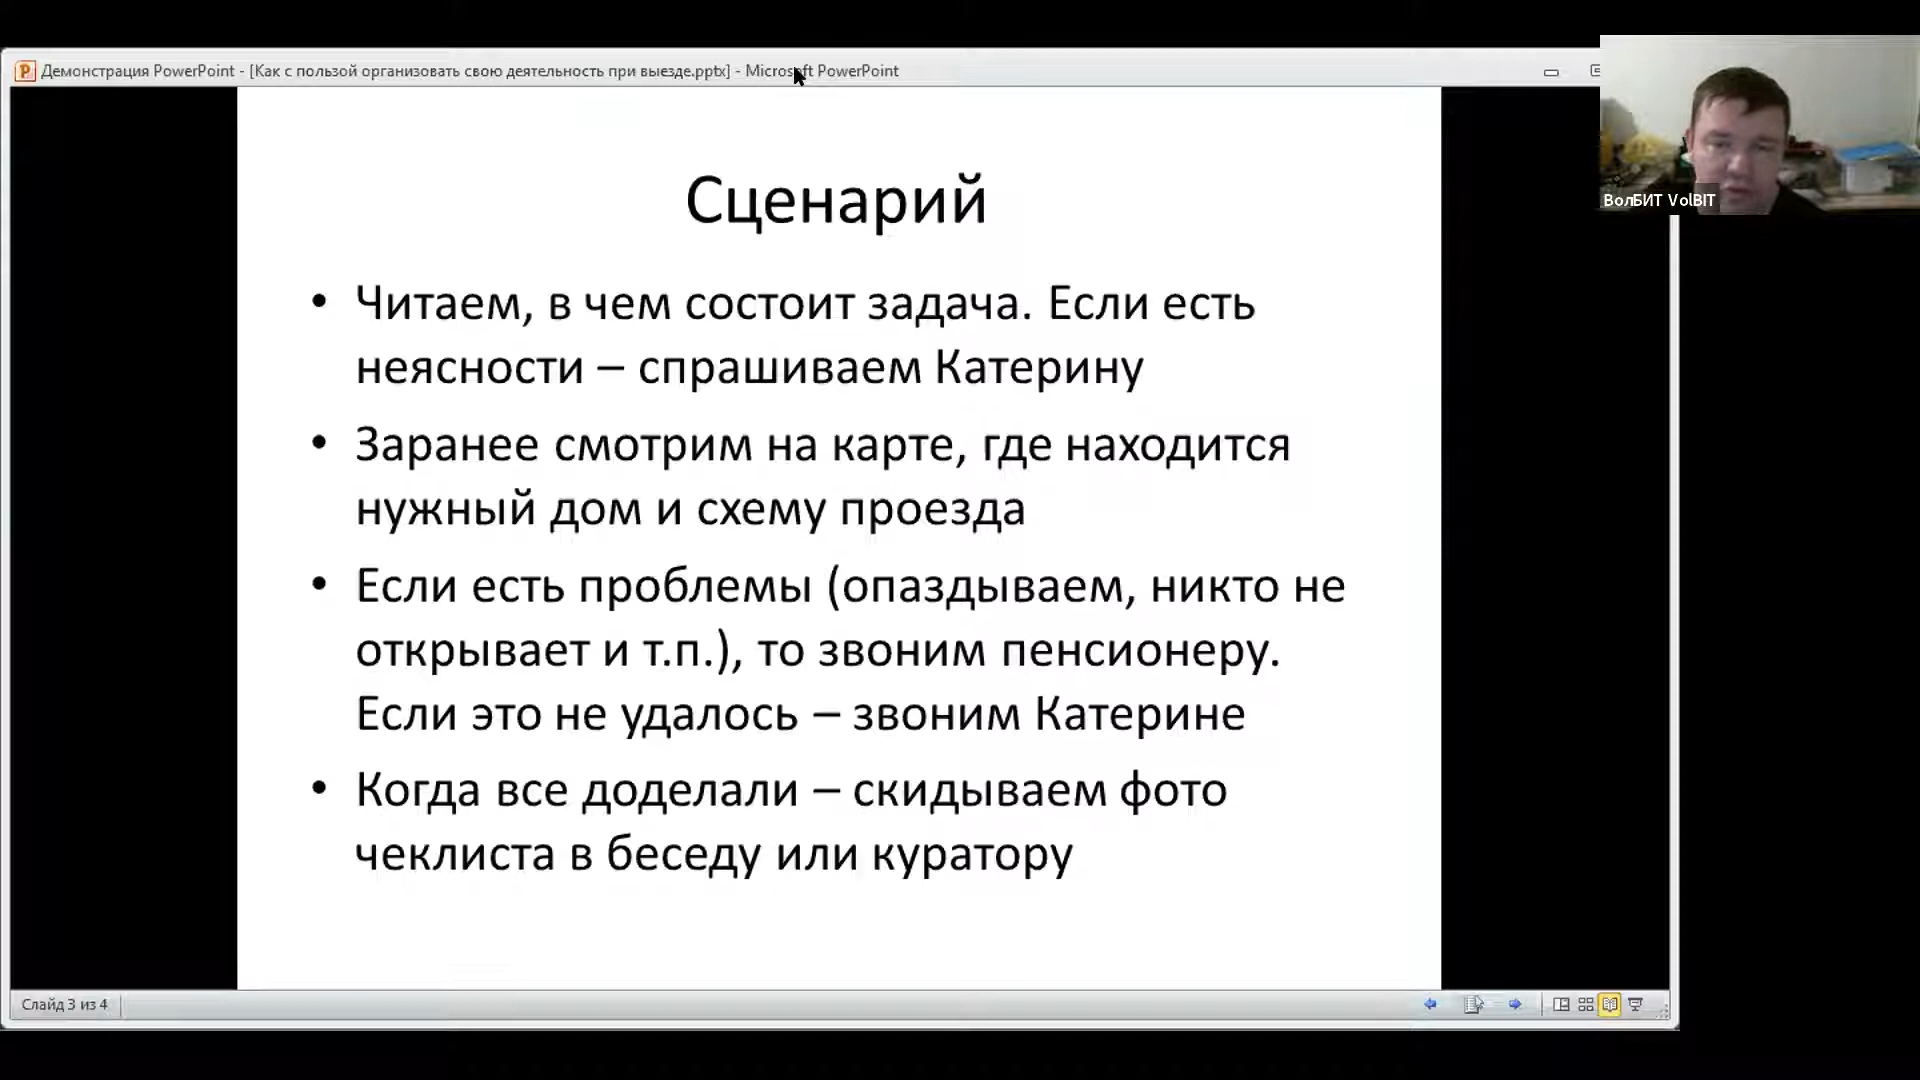 Демонстрация PowerPoint - [Как с пользой организовать свою деятельность при выезде.pptx] - Microsoft PowerPoint
ВолБИТ VolBIT
Сценарий
• Читаем, в чем состоит задача. Если есть
неясности – спрашиваем Катерину
• Заранее смотрим на карте, где находится
нужный дом и схему проезда
• Если есть проблемы (опаздываем, никто не
открывает и т.п.), то звоним пенсионеру.
Если это не удалось – звоним Катерине
• Когда все доделали – скидываем фото
чеклиста в беседу или куратору
Слайд 3 из 4